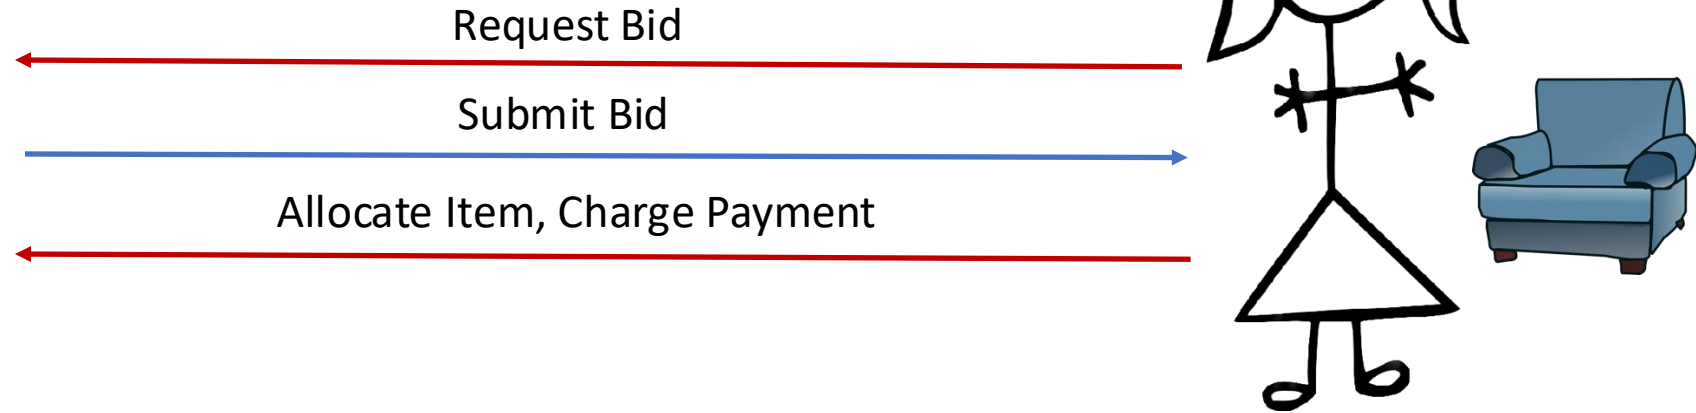 Request Bid
Submit Bid
Allocate Item, Charge Payment